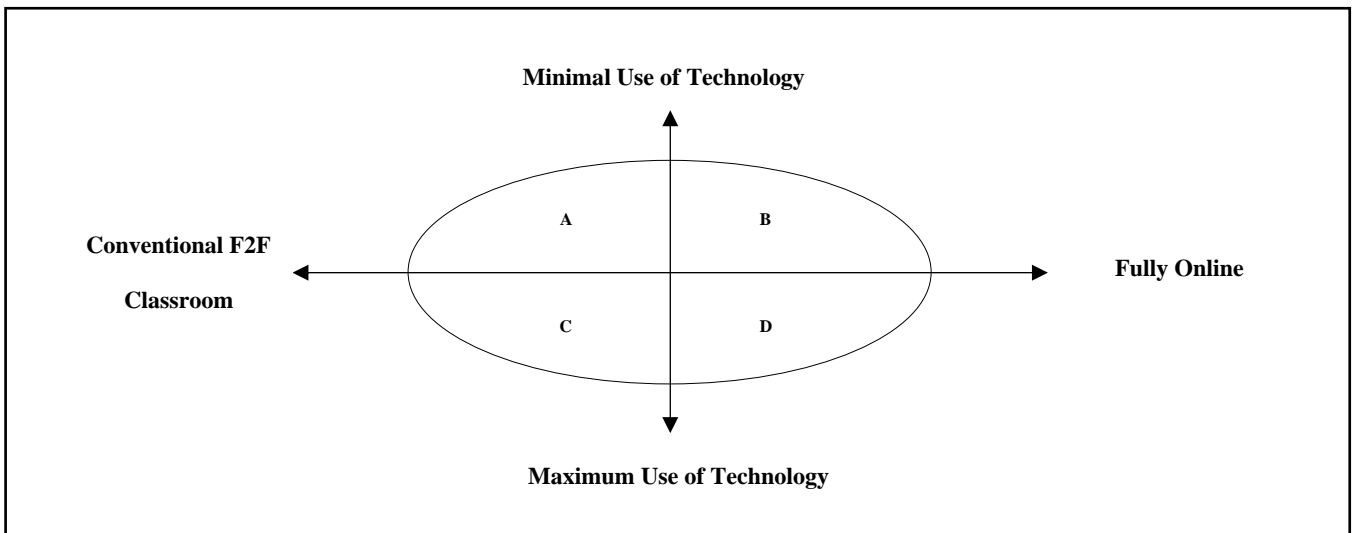 Minimal Use of Technology
A
B
Conventional F2F
Classroom
Fully Online
C
D
Maximum Use of Technology